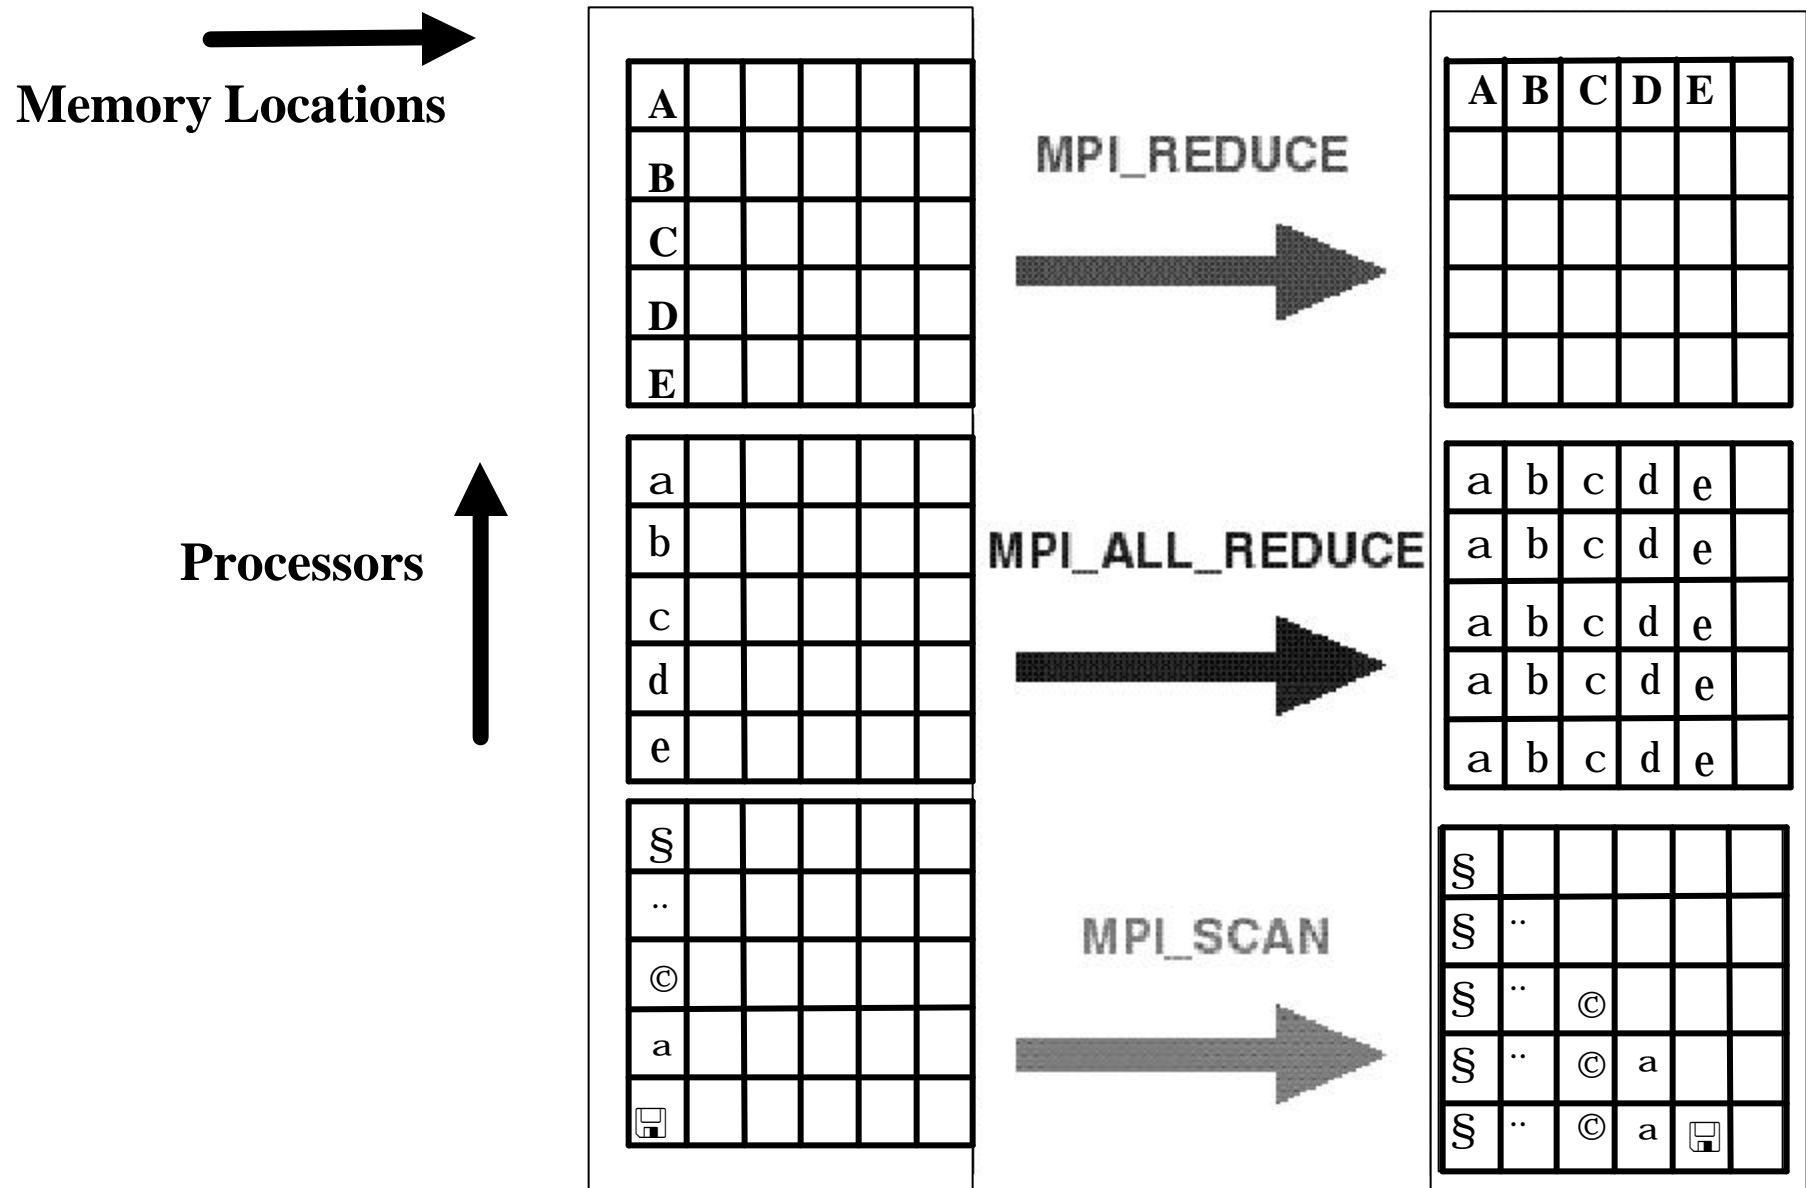 Memory Locations
Processors
A
B
C
D
E
MPI_REDUCE
A B C D E
a
b
c
d
e
MPI_ALL_REDUCE
a b c d e
a b c d e
a b c d e
a b c d e
a b c d e
§
¨
©
a
🖫
MPI_SCAN
§
§ ¨
§ ¨ ©
§ ¨ © a
§ ¨ © a 🖫